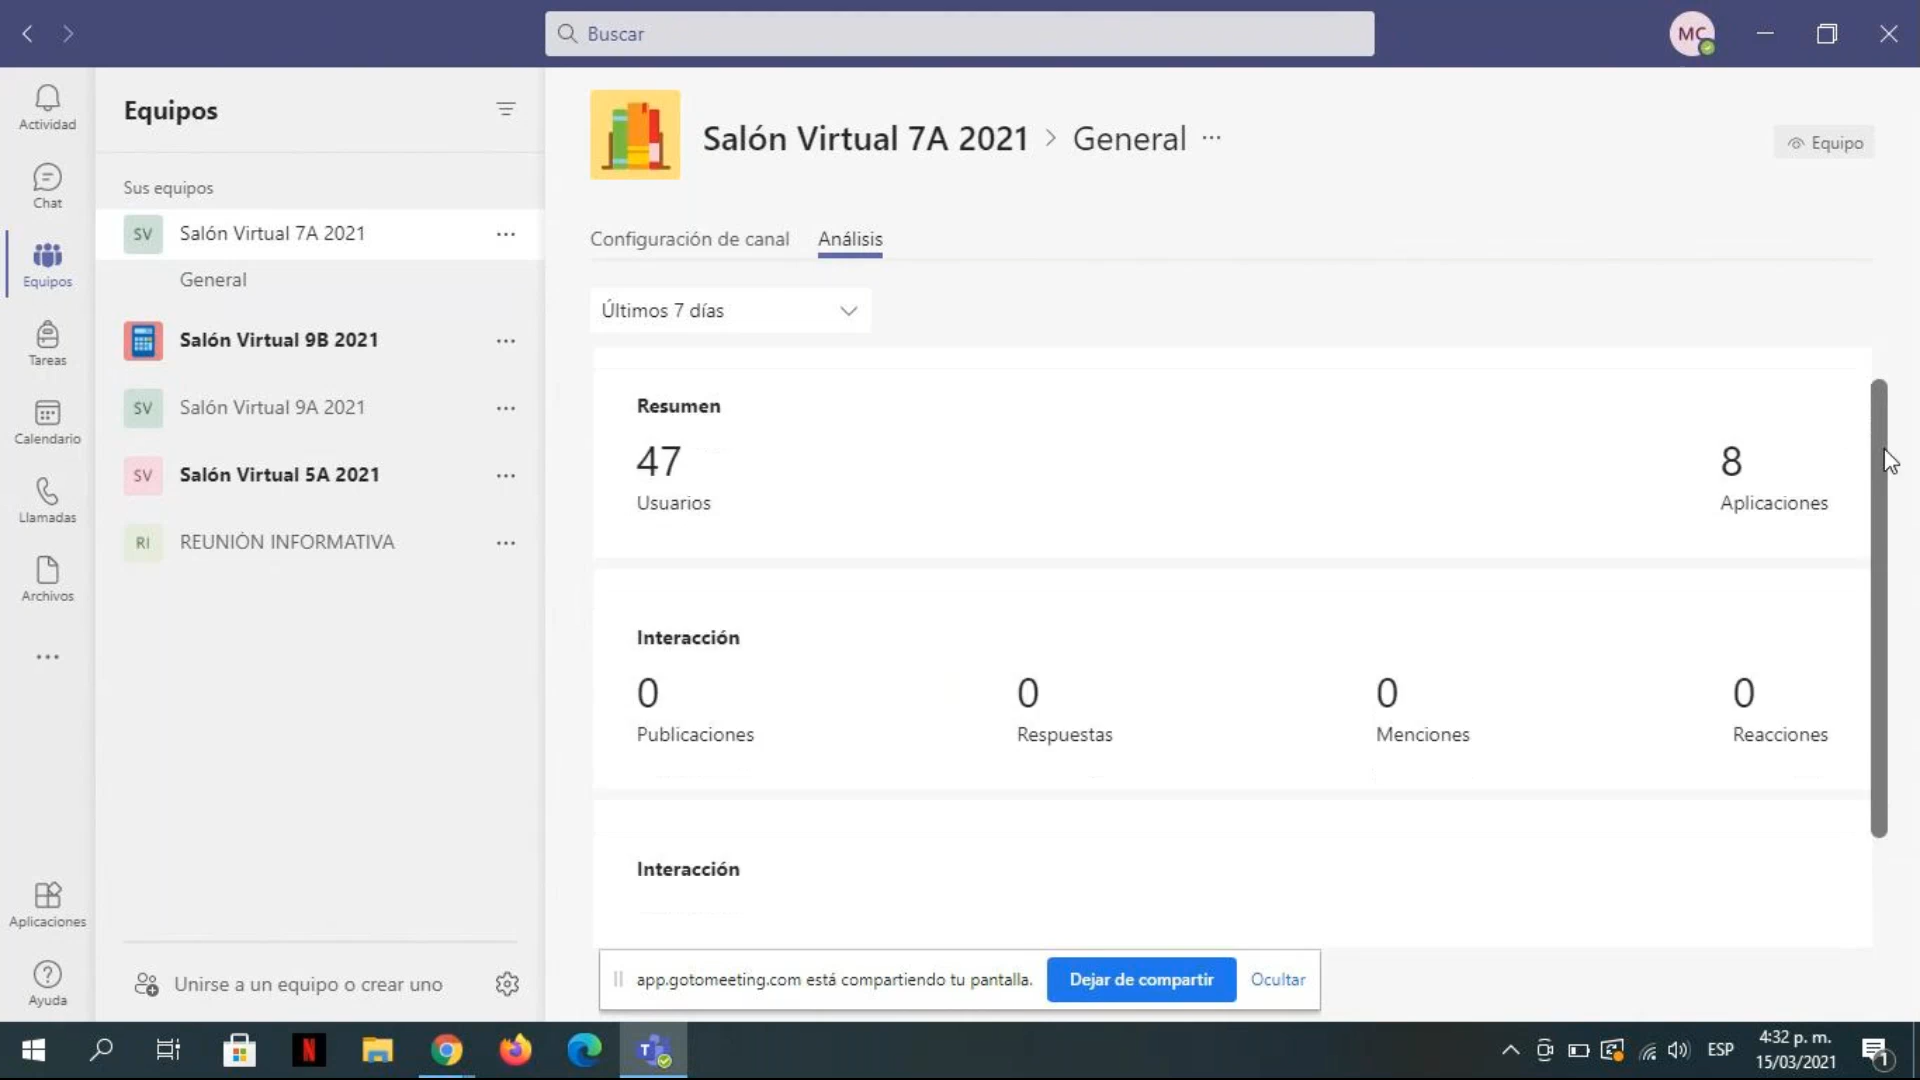 Buscar
MC
Actividad
Chat
Equipos
Tareas
Calendario
Llamadas
Archivos
Aplicaciones
Ayuda
Equipos
Sus equipos
SV Salón Virtual 7A 2021
General
Salón Virtual 9B 2021
SV Salón Virtual 9A 2021
SV Salón Virtual 5A 2021
RI REUNIÓN INFORMATIVA
Unirse a un equipo o crear uno
Salón Virtual 7A 2021 > General
Equipo
Configuración de canal Análisis
Últimos 7 días
Resumen
47 8
Usuarios Aplicaciones
Interacción
0 0 0 0
Publicaciones Respuestas Menciones Reacciones
Interacción
app.gotomeeting.com está compartiendo tu pantalla. Dejar de compartir Ocultar
N
T
ESP
4:32 p. m.
15/03/2021
1